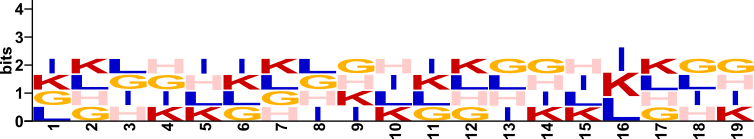 4
3
2
1
0
bits
I K L H I I K L G H I K G G H I K G G
K L G G H K L G H I K L L H I K L L H
G H I I L L G H K L L H I I L L H I I
L G H K K G H I I K G G H K K G H K
1 2 3 4 5 6 7 8 9 10 11 12 13 14 15 16 17 18 19